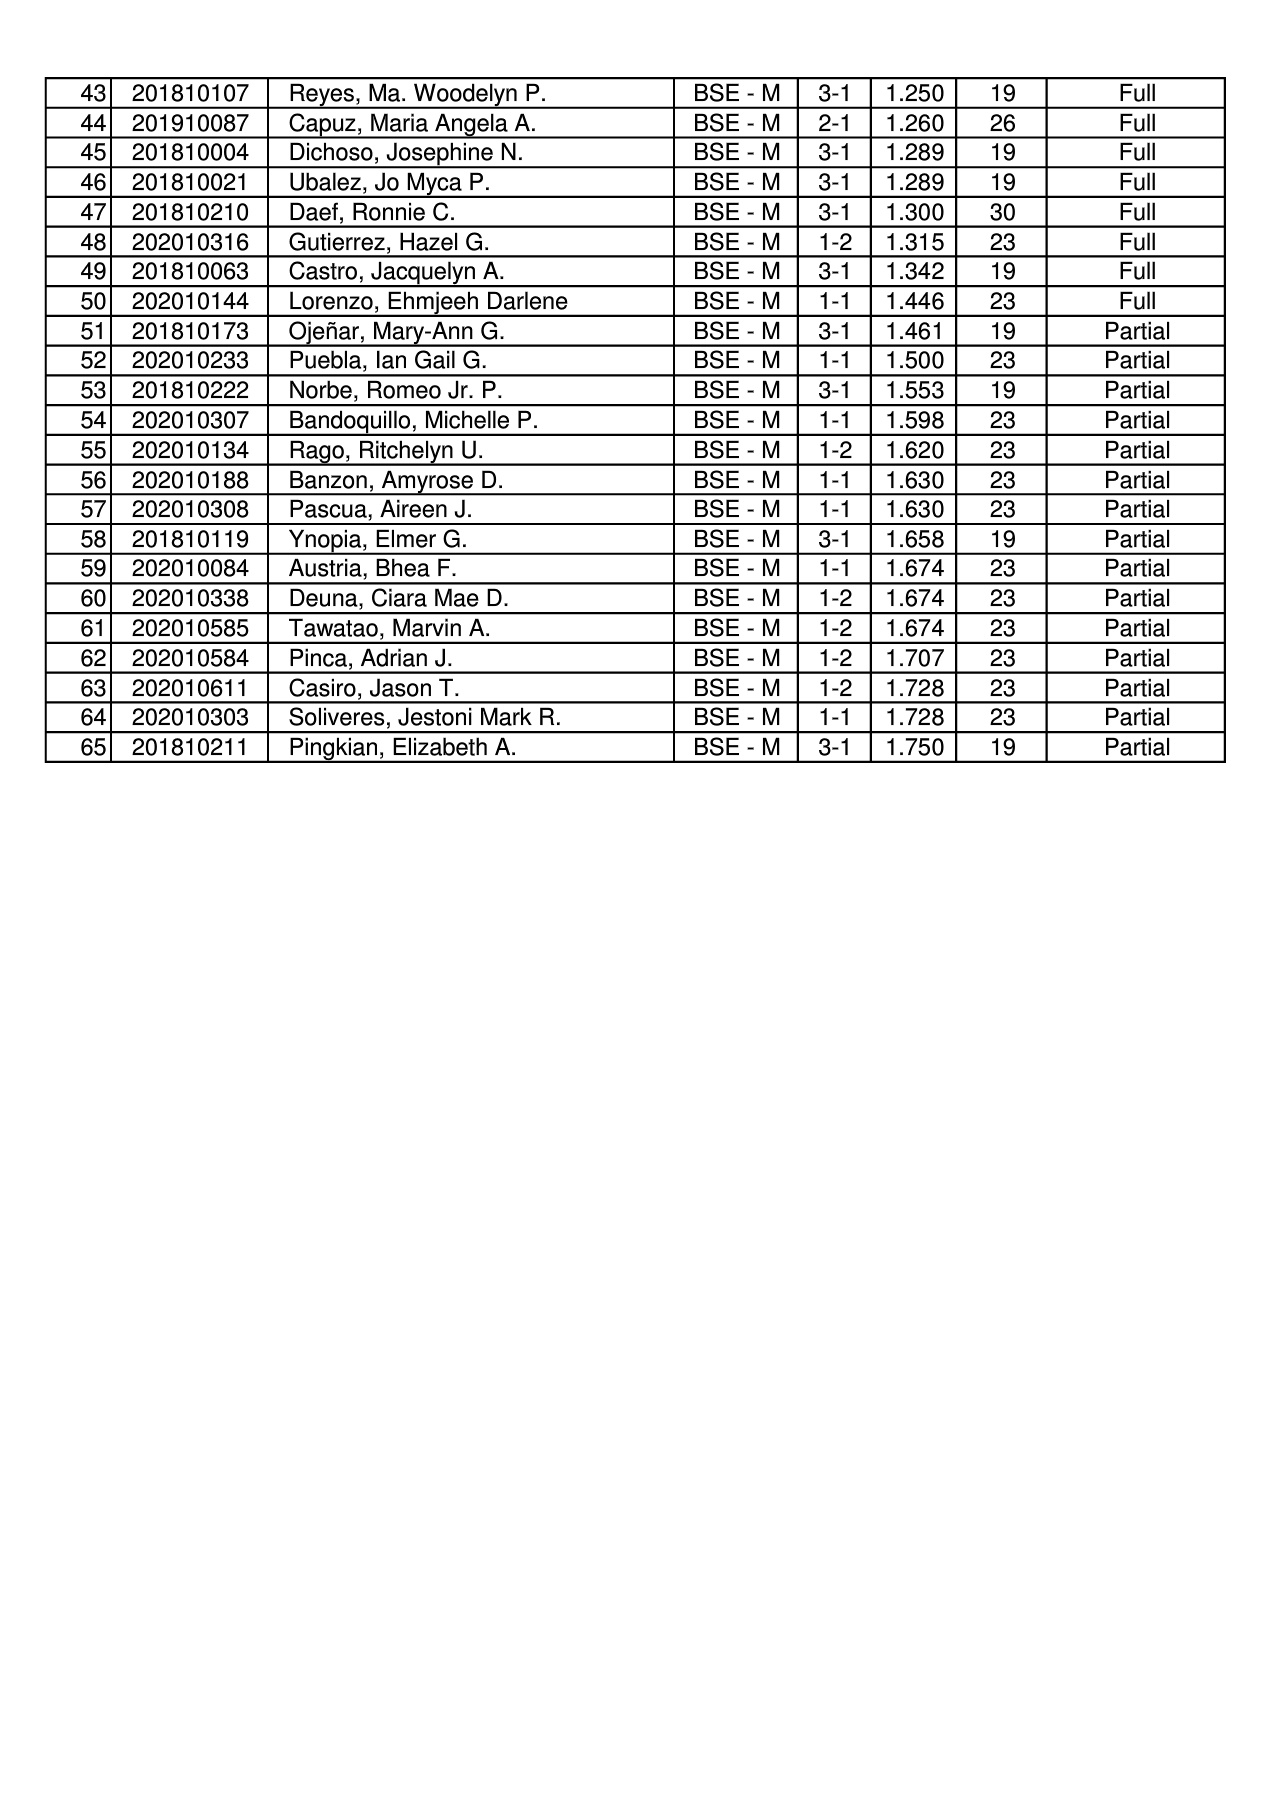 43 201810107 Reyes, Ma. Woodelyn P. BSE - M 3-1 1.250 19 Full
44 201910087 Capuz, Maria Angela A. BSE - M 2-1 1.260 26 Full
45 201810004 Dichoso, Josephine N. BSE - M 3-1 1.289 19 Full
46 201810021 Ubalez, Jo Myca P. BSE - M 3-1 1.289 19 Full
47 201810210 Daef, Ronnie C. BSE - M 3-1 1.300 30 Full
48 202010316 Gutierrez, Hazel G. BSE - M 1-2 1.315 23 Full
49 201810063 Castro, Jacquelyn A. BSE - M 3-1 1.342 19 Full
50 202010144 Lorenzo, Ehmjeeh Darlene BSE - M 1-1 1.446 23 Full
51 201810173 Ojeñar, Mary-Ann G. BSE - M 3-1 1.461 19 Partial
52 202010233 Puebla, Ian Gail G. BSE - M 1-1 1.500 23 Partial
53 201810222 Norbe, Romeo Jr. P. BSE - M 3-1 1.553 19 Partial
54 202010307 Bandoquillo, Michelle P. BSE - M 1-1 1.598 23 Partial
55 202010134 Rago, Ritchelyn U. BSE - M 1-2 1.620 23 Partial
56 202010188 Banzon, Amyrose D. BSE - M 1-1 1.630 23 Partial
57 202010308 Pascua, Aireen J. BSE - M 1-1 1.630 23 Partial
58 201810119 Ynopia, Elmer G. BSE - M 3-1 1.658 19 Partial
59 202010084 Austria, Bhea F. BSE - M 1-1 1.674 23 Partial
60 202010338 Deuna, Ciara Mae D. BSE - M 1-2 1.674 23 Partial
61 202010585 Tawatao, Marvin A. BSE - M 1-2 1.674 23 Partial
62 202010584 Pinca, Adrian J. BSE - M 1-2 1.707 23 Partial
63 202010611 Casiro, Jason T. BSE - M 1-2 1.728 23 Partial
64 202010303 Soliveres, Jestoni Mark R. BSE - M 1-1 1.728 23 Partial
65 201810211 Pingkian, Elizabeth A. BSE - M 3-1 1.750 19 Partial